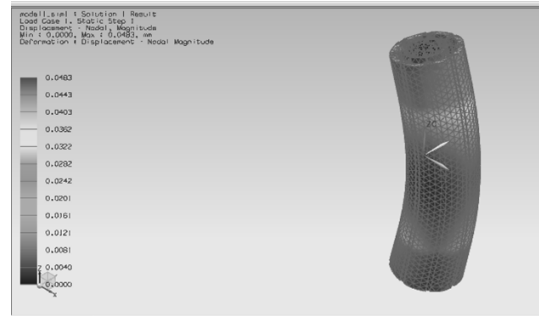 model1_sim1 : Solution 1 Result
Load Case 1, Static Step 1
Displacement - Nodal, Magnitude
Min : 0.0000, Max : 0.0483, mm
Deformation : Displacement - Nodal Magnitude
0.0483
0.0443
0.0403
0.0362
0.0322
0.0282
0.0242
0.0201
0.0161
0.0121
0.0081
0.0040
0.0000
Z
X